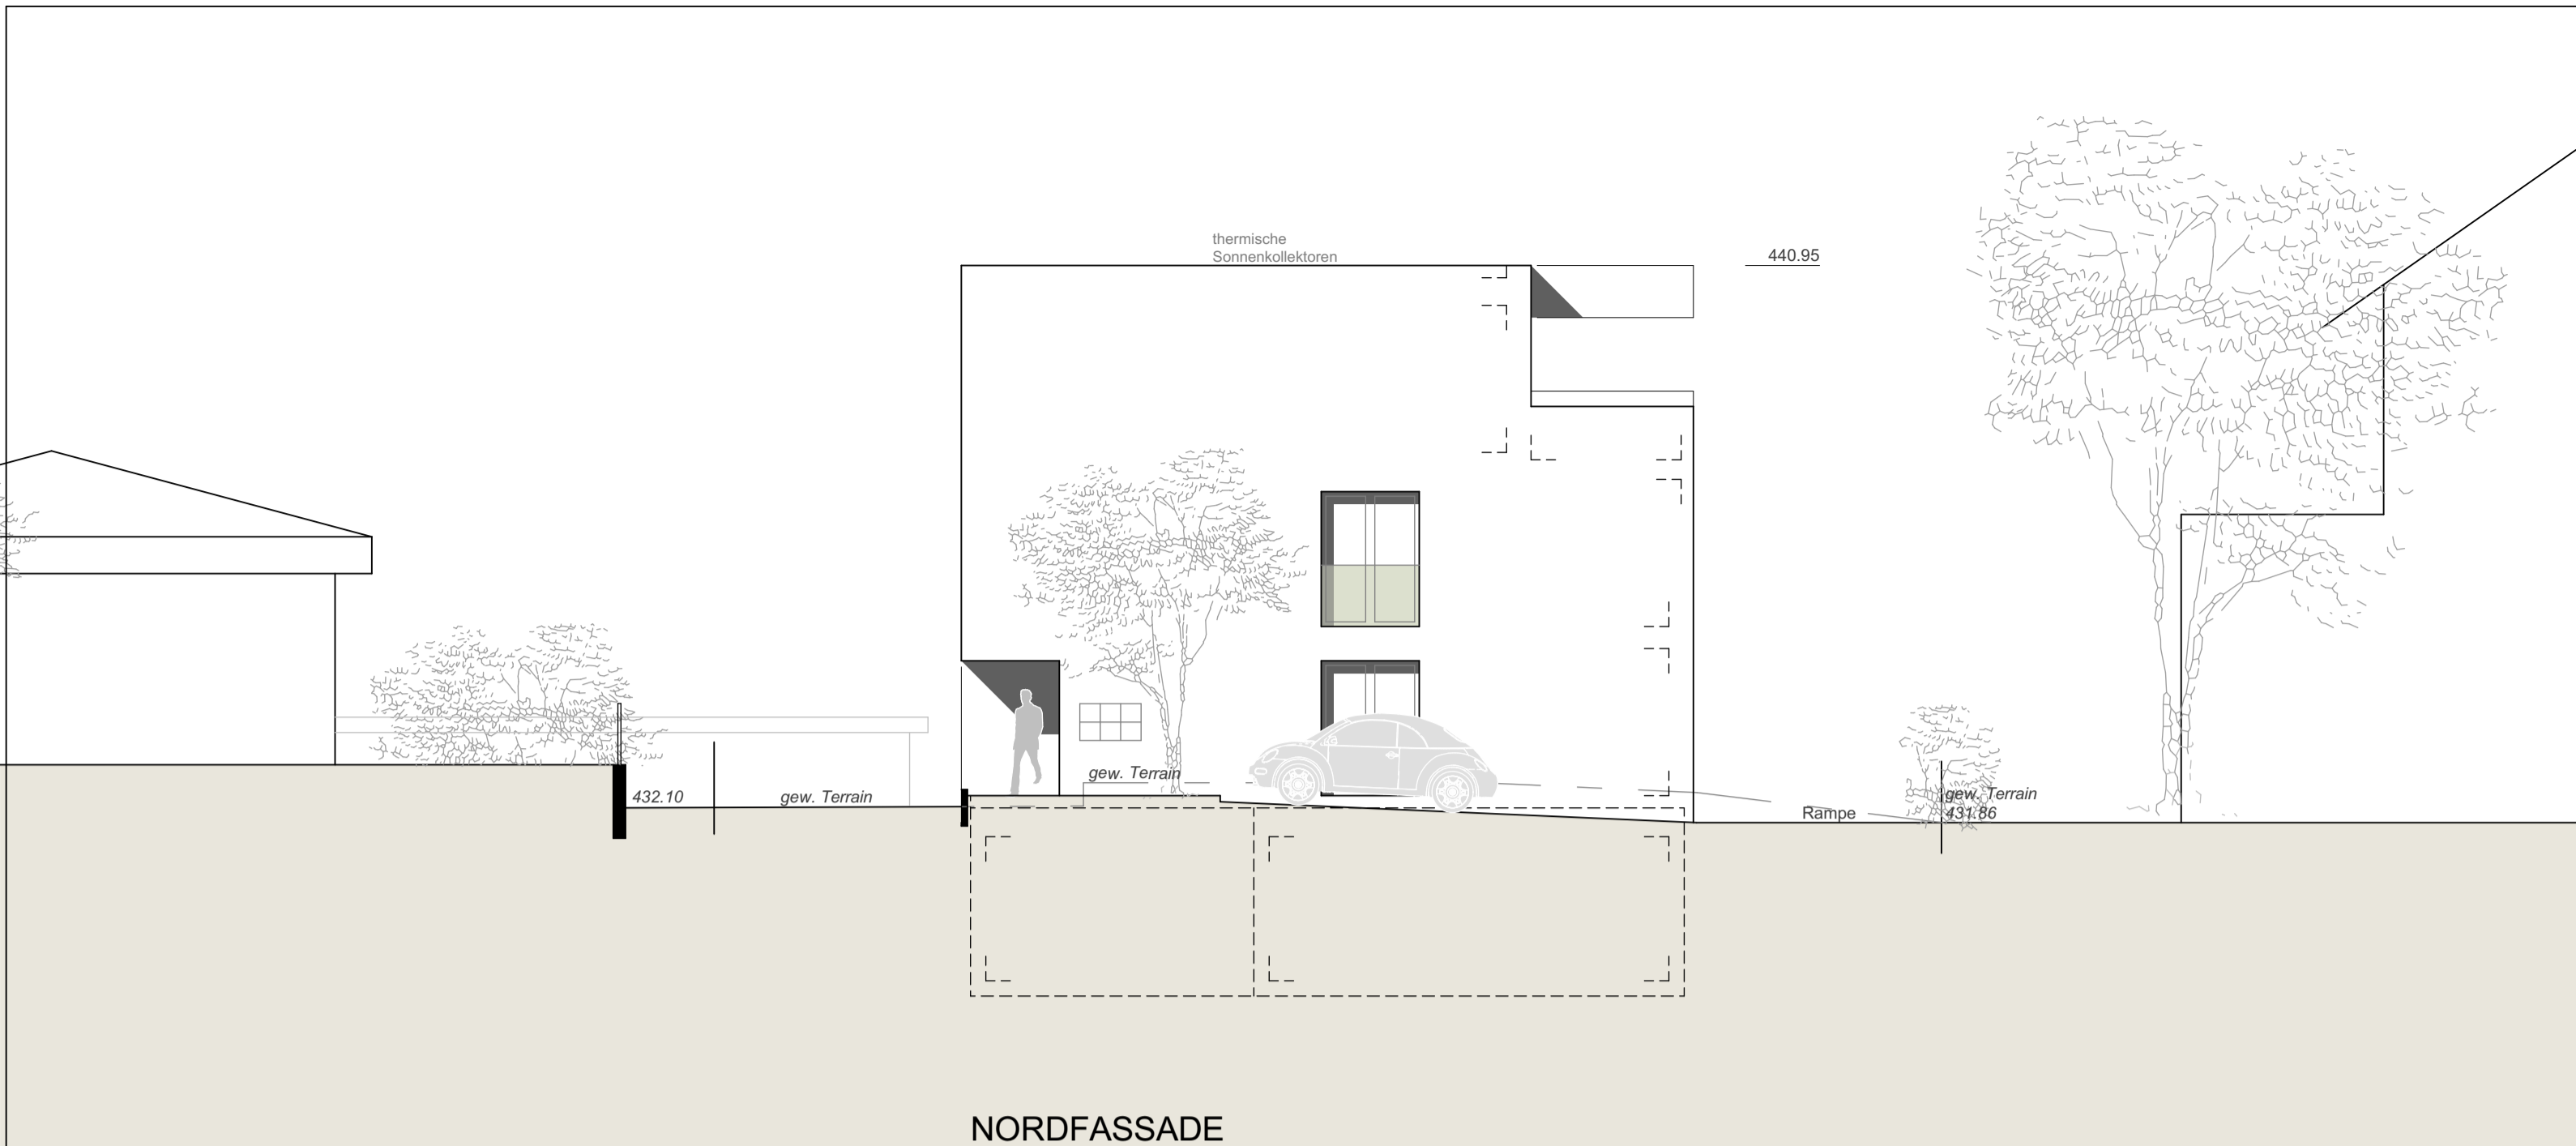 thermische
Sonnenkollektoren
440.95
gew. Terrain
432.10
gew. Terrain
gew. Terrain
Rampe
431.86
NORDFASSADE